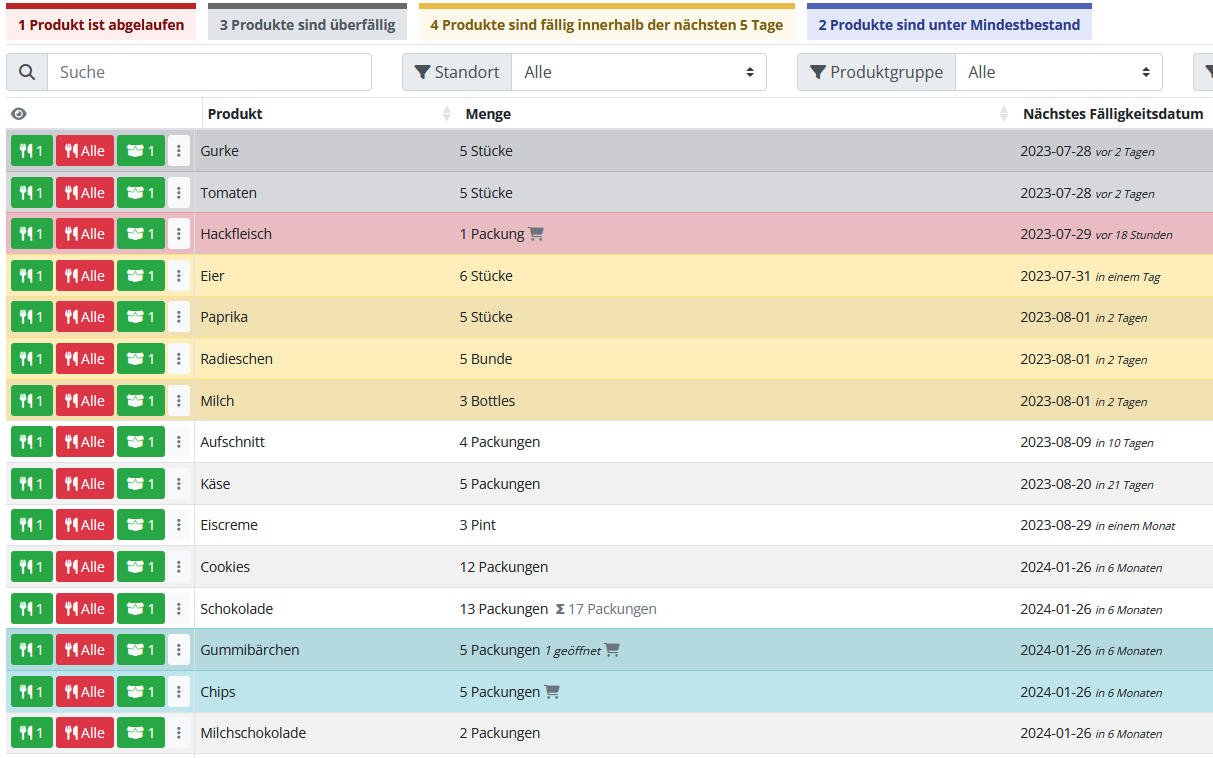 1 Produkt ist abgelaufen 3 Produkte sind überfällig 4 Produkte sind fällig innerhalb der nächsten 5 Tage 2 Produkte sind unter Mindestbestand
Suche Standort Alle Produktgruppe Alle
Produkt Menge Nächstes Fälligkeitsdatum
1 Alle 1 Gurke 5 Stücke 2023-07-28 vor 2 Tagen
1 Alle 1 Tomaten 5 Stücke 2023-07-28 vor 2 Tagen
1 Alle 1 Hackfleisch 1 Packung 2023-07-29 vor 18 Stunden
1 Alle 1 Eier 6 Stücke 2023-07-31 in einem Tag
1 Alle 1 Paprika 5 Stücke 2023-08-01 in 2 Tagen
1 Alle 1 Radieschen 5 Bunde 2023-08-01 in 2 Tagen
1 Alle 1 Milch 3 Bottles 2023-08-01 in 2 Tagen
1 Alle 1 Aufschnitt 4 Packungen 2023-08-09 in 10 Tagen
1 Alle 1 Käse 5 Packungen 2023-08-20 in 21 Tagen
1 Alle 1 Eiscreme 3 Pint 2023-08-29 in einem Monat
1 Alle 1 Cookies 12 Packungen 2024-01-26 in 6 Monaten
1 Alle 1 Schokolade 13 Packungen Σ 17 Packungen 2024-01-26 in 6 Monaten
1 Alle 1 Gummibärchen 5 Packungen 1 geöffnet 2024-01-26 in 6 Monaten
1 Alle 1 Chips 5 Packungen 2024-01-26 in 6 Monaten
1 Alle 1 Milchschokolade 2 Packungen 2024-01-26 in 6 Monaten